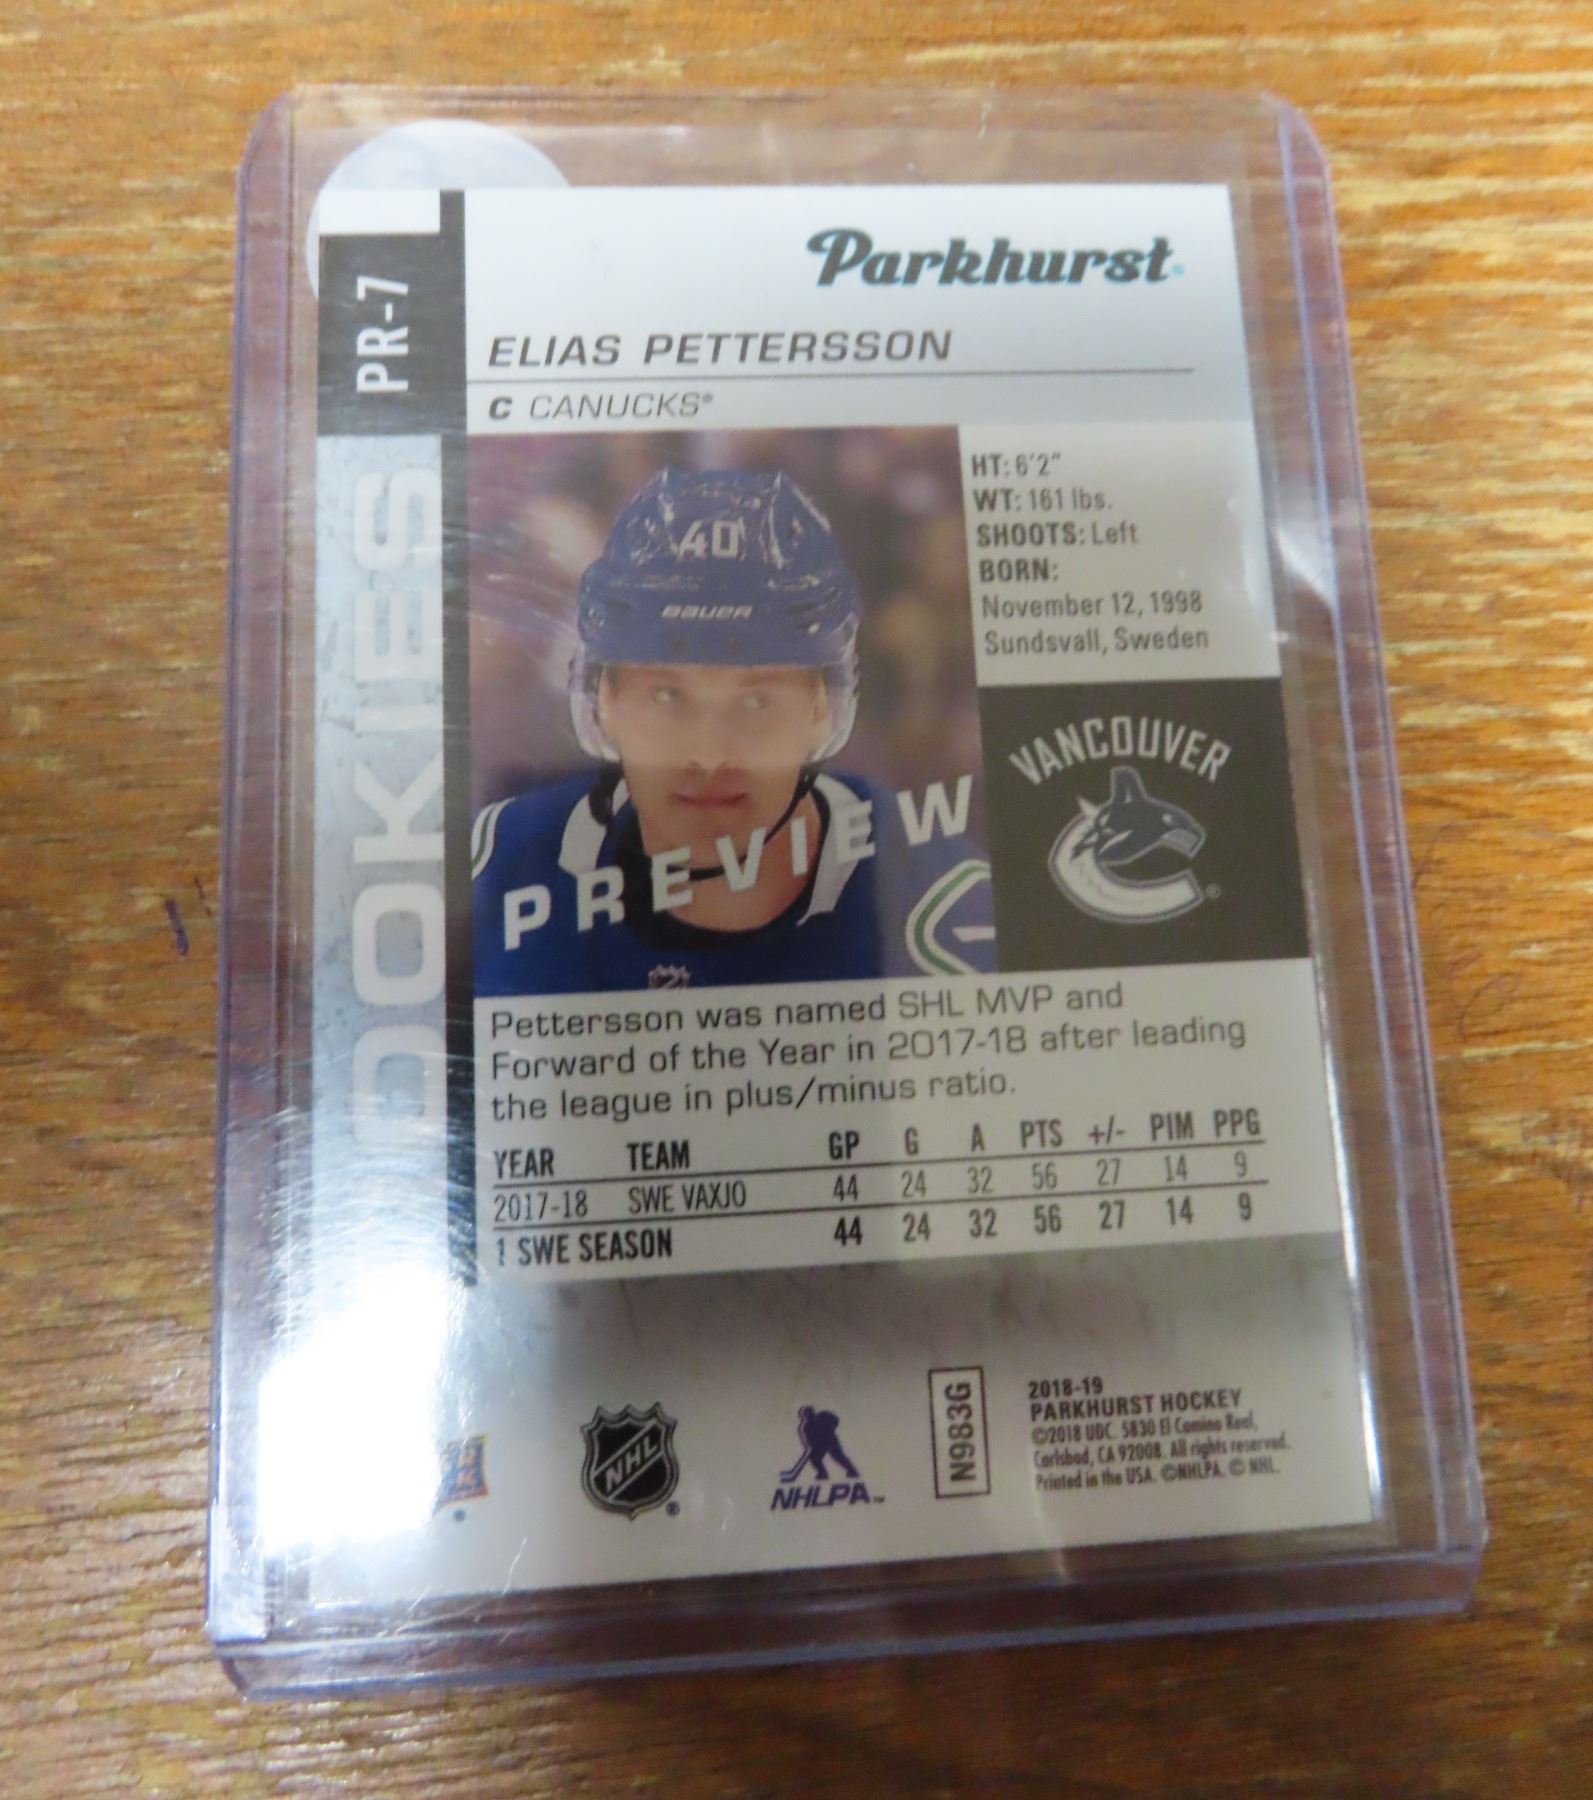 PR-7
Parkhurst
ELIAS PETTERSSON
C CANUCKS®
HT: 6'2"
WT: 161 lbs.
SHOOTS: Left
BORN:
November 12, 1998
Sundsvall, Sweden
40
BAUER
PREVIEW
VANCOUVER
®
Pettersson was named SHL MVP and
Forward of the Year in 2017-18 after leading
the league in plus/minus ratio.
YEAR TEAM GP G A PTS +/- PIM PPG
2017-18 SWE VAXJO 44 24 32 56 27 14 9
1 SWE SEASON 44 24 32 56 27 14 9
NHL
®
NHLPA™
N983G
2018-19
PARKHURST HOCKEY
©2018 UDC. 5830 El Camino Real,
Carlsbad, CA 92008. All rights reserved.
Printed in the USA. ©NHLPA. © NHL.